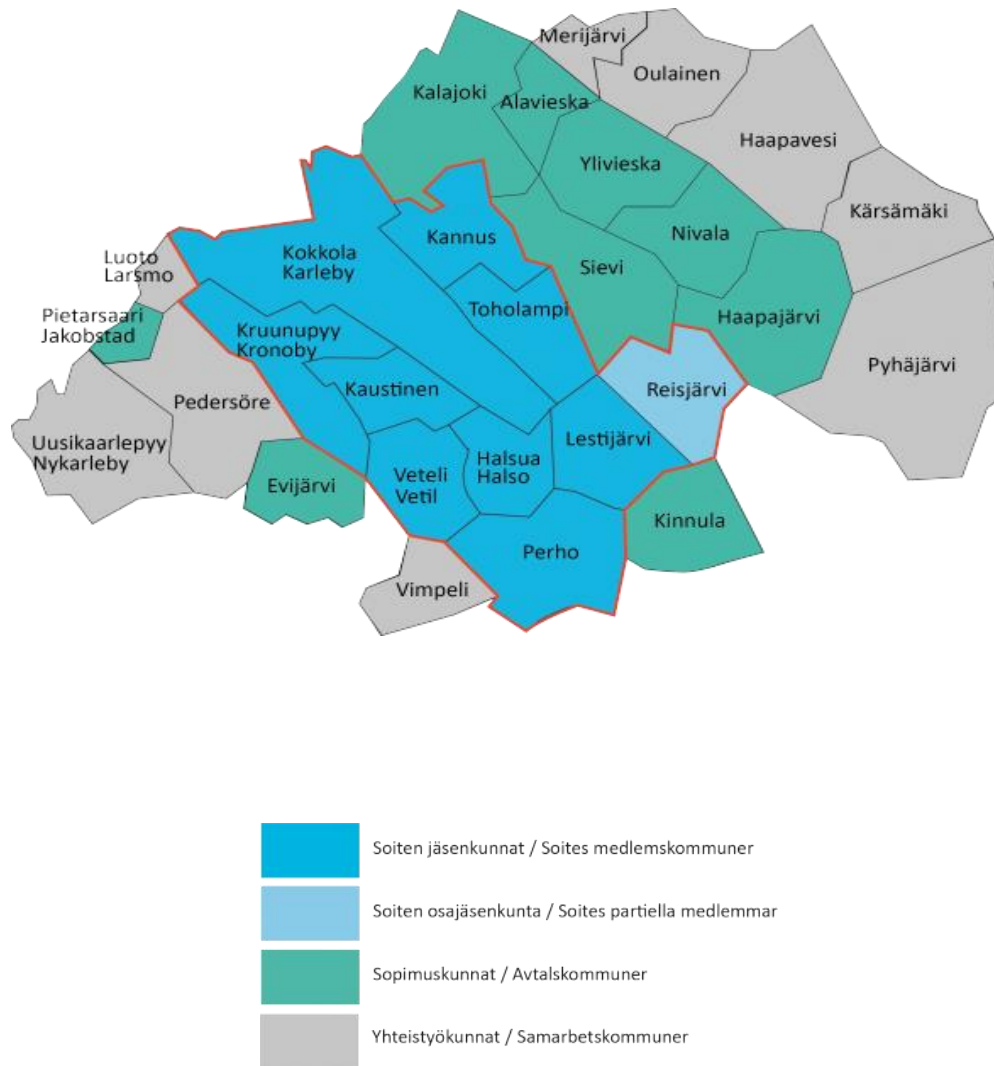 Merijärvi
Oulainen
Kalajoki
Alavieska
Haapavesi
Ylivieska
Kärsämäki
Kannus
Nivala
Kokkola
Karleby
Luoto
Larsmo
Sievi
Toholampi
Pietarsaari
Jakobstad
Haapajärvi
Kruunupyy
Kronoby
Pyhäjärvi
Kaustinen
Reisjärvi
Pedersöre
Uusikaarlepyy
Nykarleby
Lestijärvi
Halsua
Halso
Veteli
Vetil
Evijärvi
Kinnula
Perho
Vimpeli
Soiten jäsenkunnat / Soites medlemskommuner
Soiten osajäsenkunta / Soites partiella medlemmar
Sopimuskunnat / Avtalskommuner
Yhteistyökunnat / Samarbetskommuner